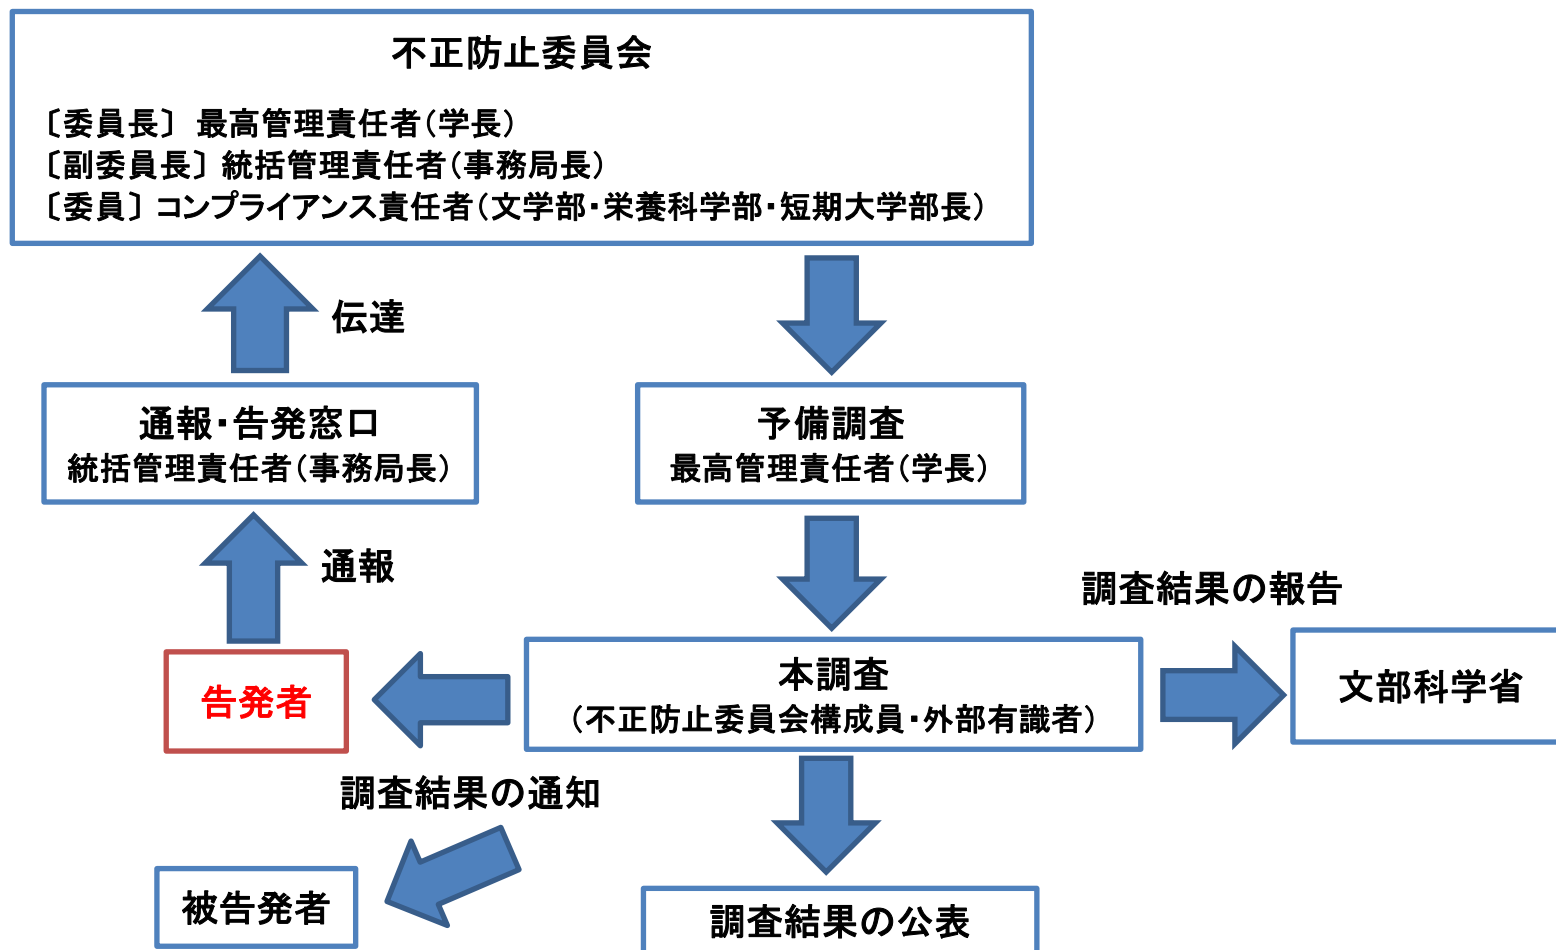 不正防止委員会
〔委員長〕 最高管理責任者(学長)
〔副委員長〕統括管理責任者(事務局長)
〔委員〕コンプライアンス責任者(文学部・栄養科学部・短期大学部長)
伝達
通報・告発窓口
統括管理責任者(事務局長)
予備調査
最高管理責任者(学長)
通報
調査結果の報告
告発者
本調査
(不正防止委員会構成員・外部有識者)
文部科学省
調査結果の通知
被告発者
調査結果の公表